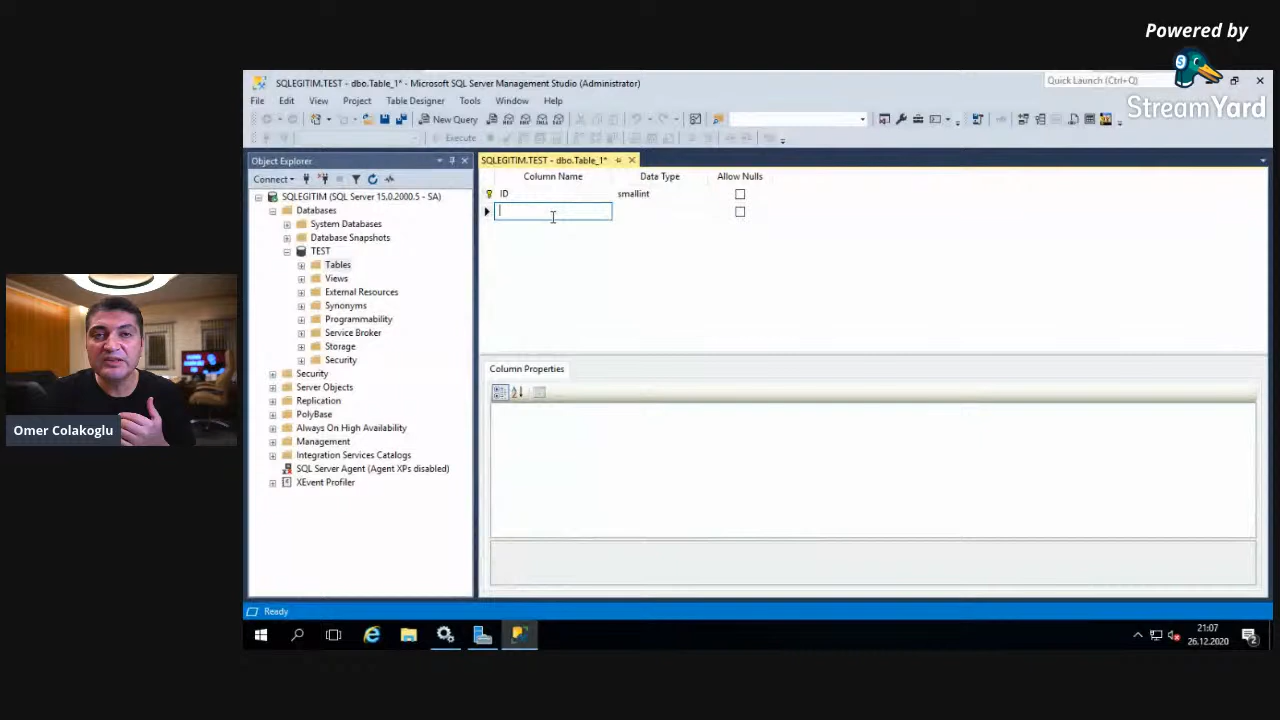 Powered by
StreamYard
SQLEGITIM.TEST - dbo.Table_1* - Microsoft SQL Server Management Studio (Administrator)
Quick Launch (Ctrl+Q)
File Edit View Project Table Designer Tools Window Help
New Query
Execute
Object Explorer
SQLEGITIM.TEST - dbo.Table_1*
Connect
Column Name Data Type Allow Nulls
ID smallint
SQLEGITIM (SQL Server 15.0.2000.5 - SA)
Databases
System Databases
Database Snapshots
TEST
Tables
Views
External Resources
Synonyms
Programmability
Service Broker
Storage
Security
Security
Server Objects
Replication
PolyBase
Always On High Availability
Management
Integration Services Catalogs
SQL Server Agent (Agent XPs disabled)
XEvent Profiler
Column Properties
Omer Colakoglu
Ready
21:07
26.12.2020